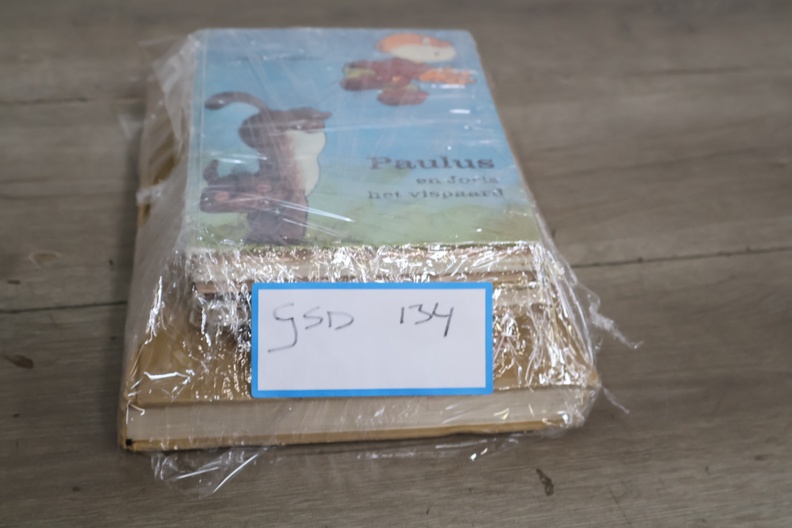 Paulus
en Joris
het vispaard
GSD 134